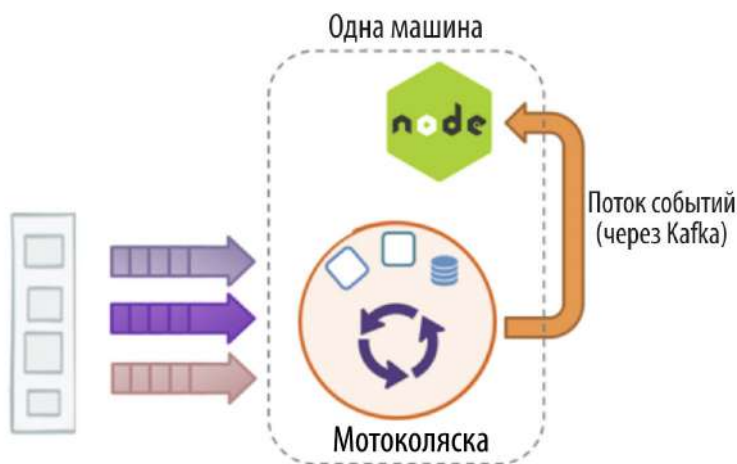 Одна машина
node
Поток событий
(через Kafka)
Мотоколяска